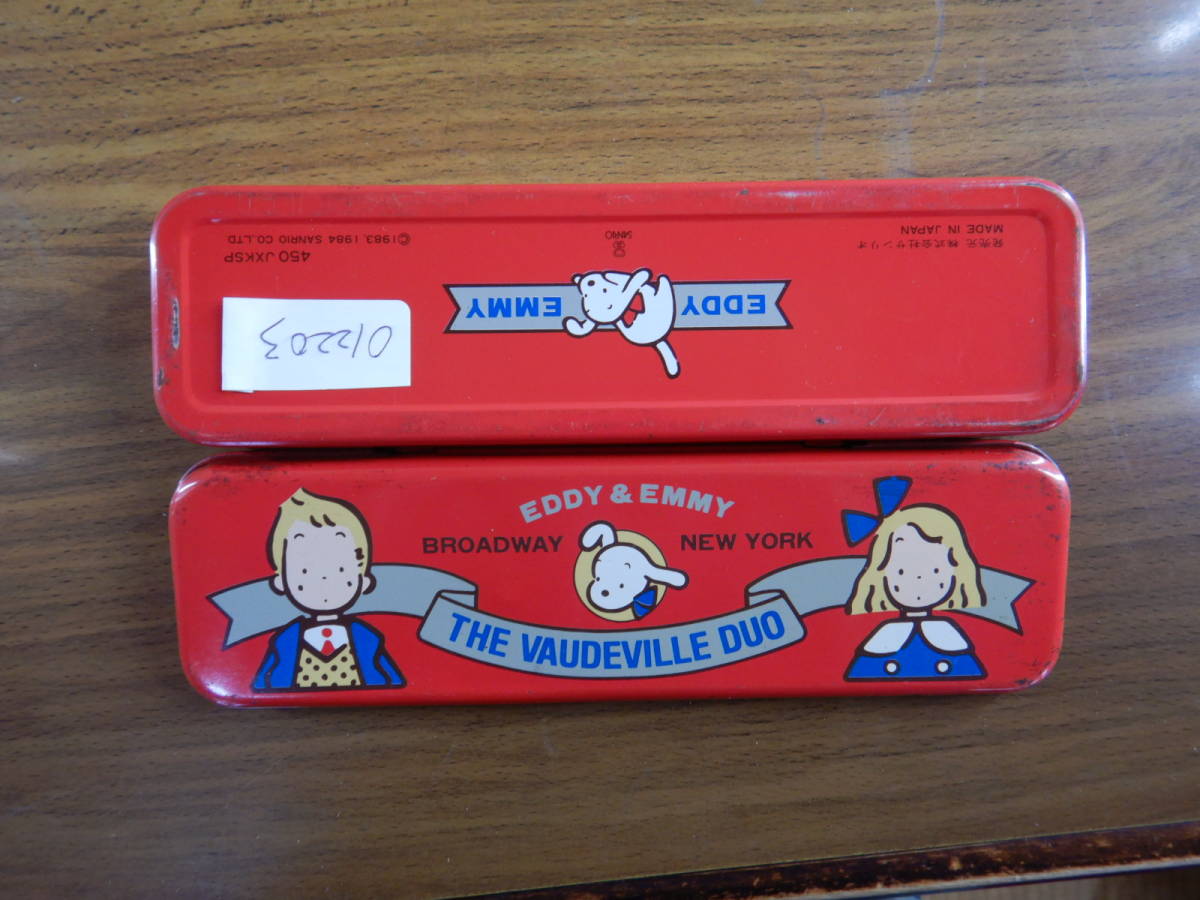 発売元 株式会社サンリオ
MADE IN JAPAN
SANRIO
450 JXKSP
©1983, 1984 SANRIO CO.,LTD
EDDY EMMY
012203
EDDY & EMMY
BROADWAY NEW YORK
THE VAUDEVILLE DUO